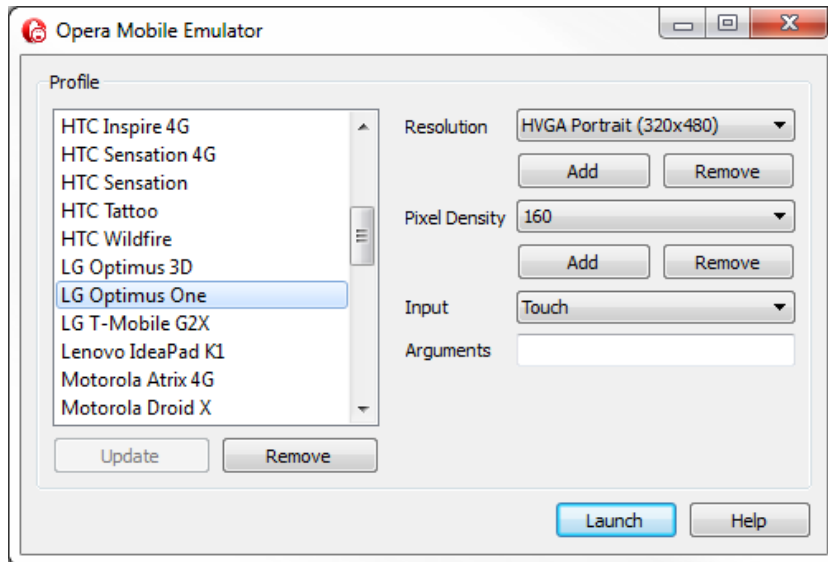 Opera Mobile Emulator
Profile
HTC Inspire 4G
HTC Sensation 4G
HTC Sensation
HTC Tattoo
HTC Wildfire
LG Optimus 3D
LG Optimus One
LG T-Mobile G2X
Lenovo IdeaPad K1
Motorola Atrix 4G
Motorola Droid X
Update Remove
Resolution HVGA Portrait (320x480)
Add Remove
Pixel Density 160
Add Remove
Input Touch
Arguments
Launch Help